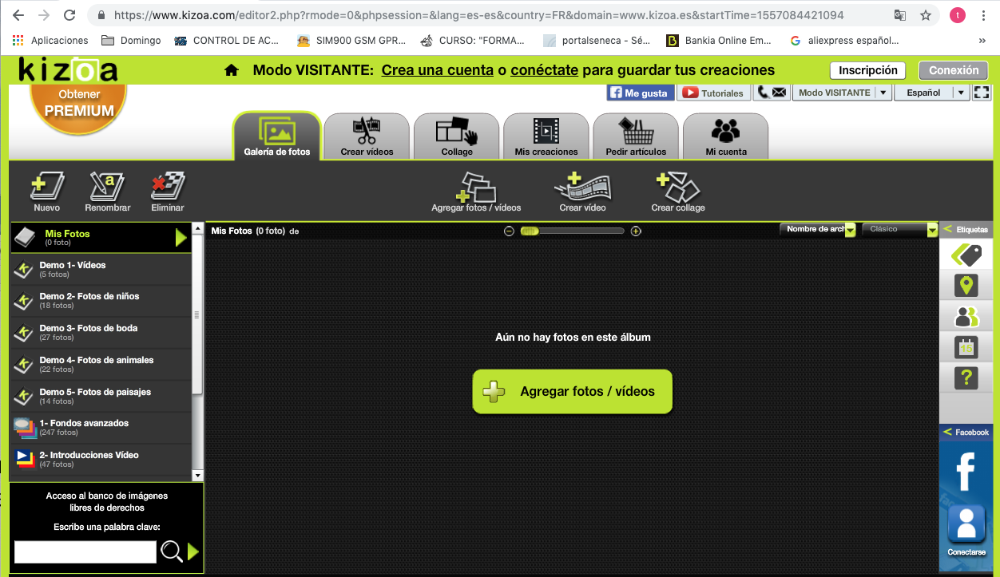 https://www.kizoa.com/editor2.php?rmode=0&phpsession=&lang=es-es&country=FR&domain=www.kizoa.es&startTime=1557084421094
t
Aplicaciones
Domingo
CONTROL DE AC...
SIM900 GSM GPR...
CURSO: "FORMA...
portalseneca - Sé...
Bankia Online Em...
aliexpress español...
»
kizoa
Modo VISITANTE: Crea una cuenta o conéctate para guardar tus creaciones
Inscripción
Conexión
Obtener
PREMIUM
Me gusta
Tutoriales
Modo VISITANTE
Español
Galería de fotos
Crear vídeos
Collage
Mis creaciones
Pedir artículos
Mi cuenta
Nuevo
Renombrar
Eliminar
Agregar fotos / vídeos
Crear vídeo
Crear collage
Mis Fotos
(0 foto)
Demo 1- Vídeos
(5 fotos)
Demo 2- Fotos de niños
(18 fotos)
Demo 3- Fotos de boda
(27 fotos)
Demo 4- Fotos de animales
(22 fotos)
Demo 5- Fotos de paisajes
(14 fotos)
1- Fondos avanzados
(247 fotos)
2- Introducciones Vídeo
(47 fotos)
Acceso al banco de imágenes
libres de derechos
Escribe una palabra clave:
Mis Fotos (0 foto) de
Nombre de arch
Clásico
Aún no hay fotos en este álbum
Agregar fotos / vídeos
< Etiquetas
15
?
< Facebook
f
Conectarse